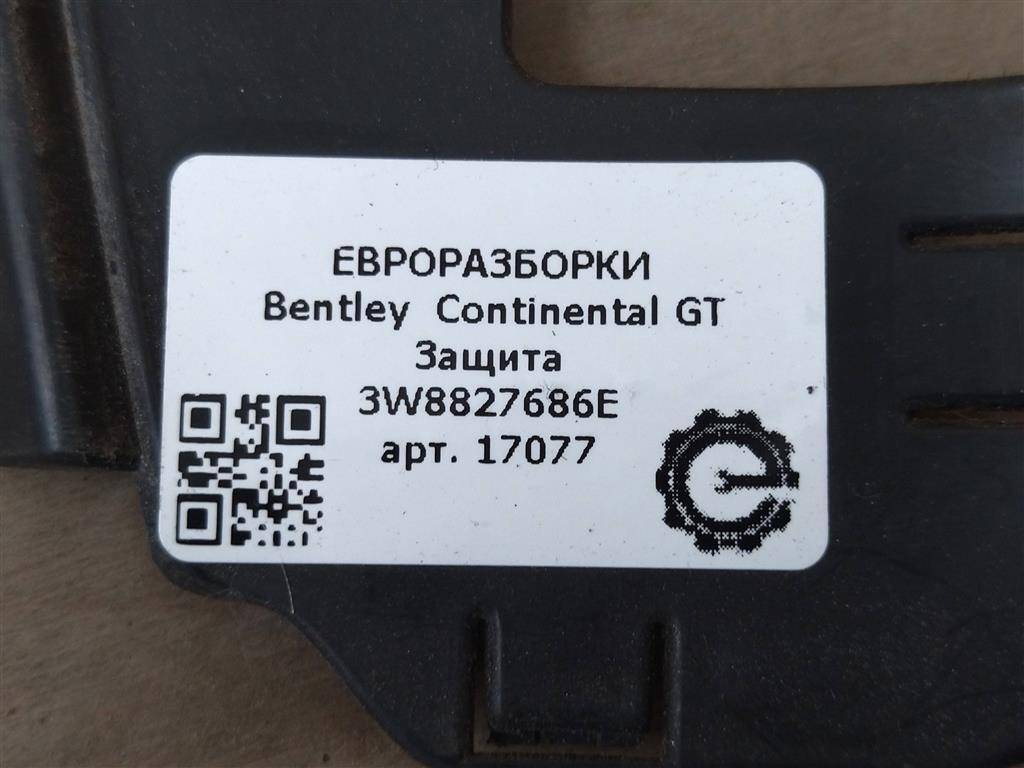 ЕВРОРАЗБОРКИ
Bentley Continental GT
Защита
3W8827686E
арт. 17077